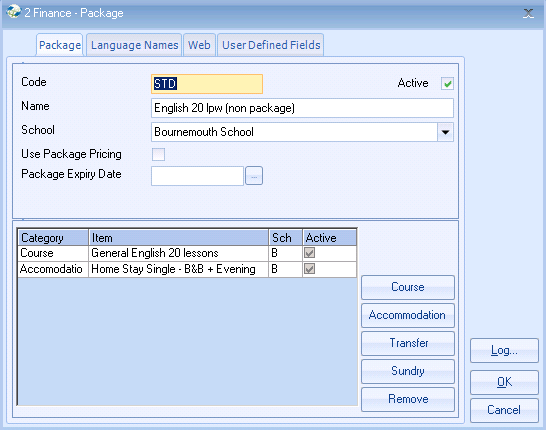 2 Finance - Package
Package Language Names Web User Defined Fields
Code STD Active
Name English 20 lpw (non package)
School Bournemouth School
Use Package Pricing
Package Expiry Date ...
Category Item Sch Active
Course General English 20 lessons B
Accomodatio Home Stay Single - B&B + Evening B
Course
Accommodation
Transfer
Sundry
Remove
Log...
OK
Cancel